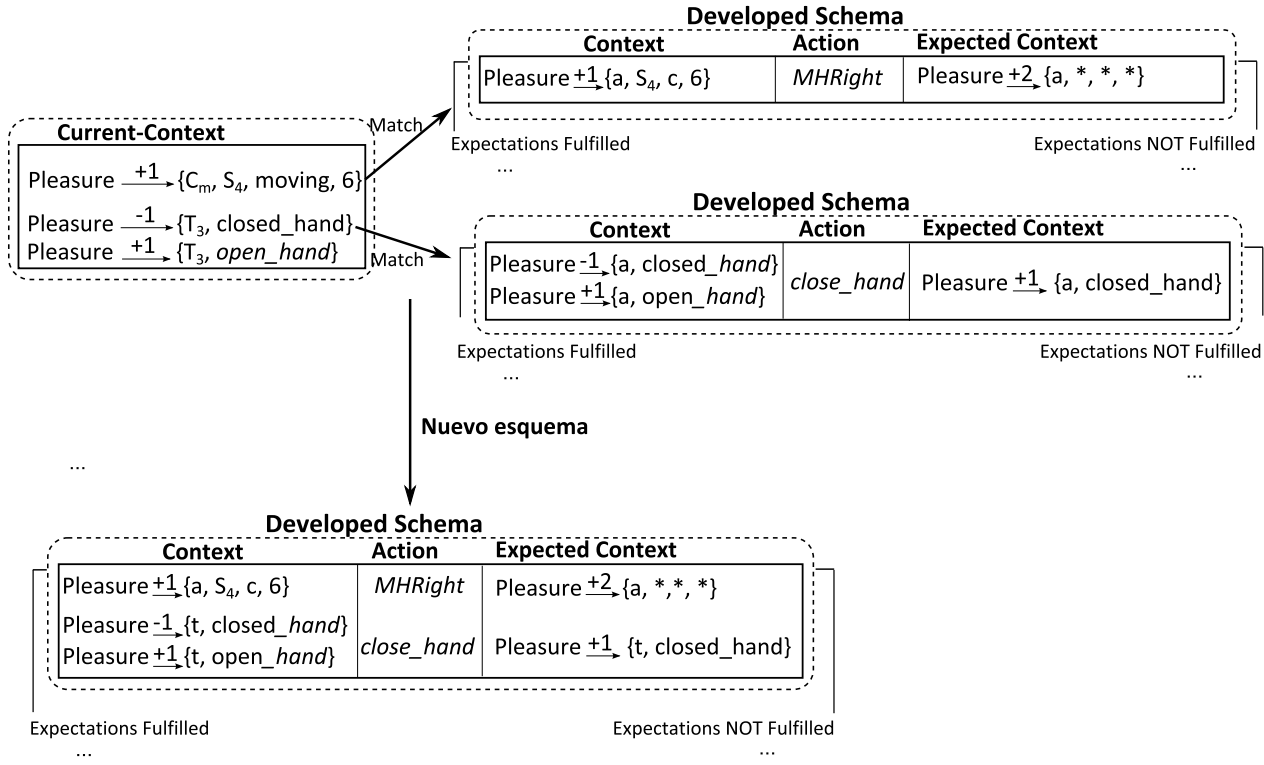 Developed Schema
Context Action Expected Context
Pleasure +1 {a, S4, c, 6} MHRight Pleasure +2 {a, *, *, *}
Expectations Fulfilled Expectations NOT Fulfilled
... ...
Current-Context
Pleasure +1 {Cm, S4, moving, 6}
Pleasure -1 {T3, closed_hand}
Pleasure +1 {T3, open_hand}
Match
Match
Developed Schema
Context Action Expected Context
Pleasure -1 {a, closed_hand}
Pleasure +1 {a, open_hand}
close_hand Pleasure +1 {a, closed_hand}
Expectations Fulfilled Expectations NOT Fulfilled
... ...
Nuevo esquema
...
Developed Schema
Context Action Expected Context
Pleasure +1 {a, S4, c, 6} MHRight Pleasure +2 {a, *,*, *}
Pleasure -1 {t, closed_hand}
Pleasure +1 {t, open_hand}
close_hand Pleasure +1 {t, closed_hand}
Expectations Fulfilled Expectations NOT Fulfilled
... ...